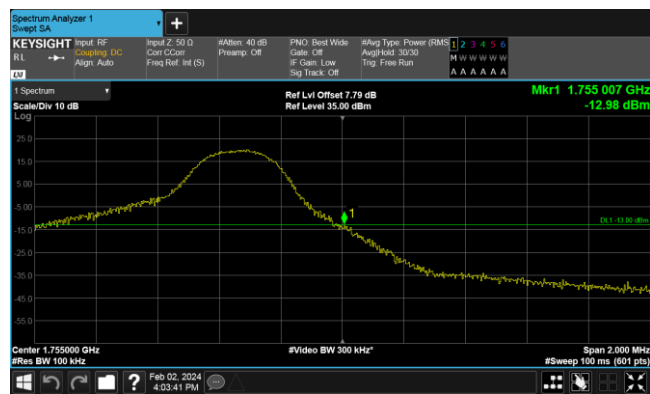 Spectrum Analyzer 1
Swept SA
+
KEYSIGHT
RL
Input: RF
Coupling: DC
Align: Auto
Input Z: 50 Ω
Corr CCorr
Freq Ref: Int (S)
#Atten: 40 dB
Preamp: Off
PNO: Best Wide
Gate: Off
IF Gain: Low
Sig Track: Off
#Avg Type: Power (RMS
Avg|Hold: 30/30
Trig: Free Run
1 2 3 4 5 6
M W W W W W
A A A A A A
LXI
1 Spectrum
Scale/Div 10 dB
Log
Ref Lvl Offset 7.79 dB
Ref Level 35.00 dBm
Mkr1 1.755 007 GHz
-12.98 dBm
25.0
15.0
5.00
-5.00
-15.0
-25.0
-35.0
-45.0
-55.0
1
DL1 -13.00 dBm
Center 1.755000 GHz
#Res BW 100 kHz
#Video BW 300 kHz*
Span 2.000 MHz
#Sweep 100 ms (601 pts)
?
Feb 02, 2024
4:03:41 PM